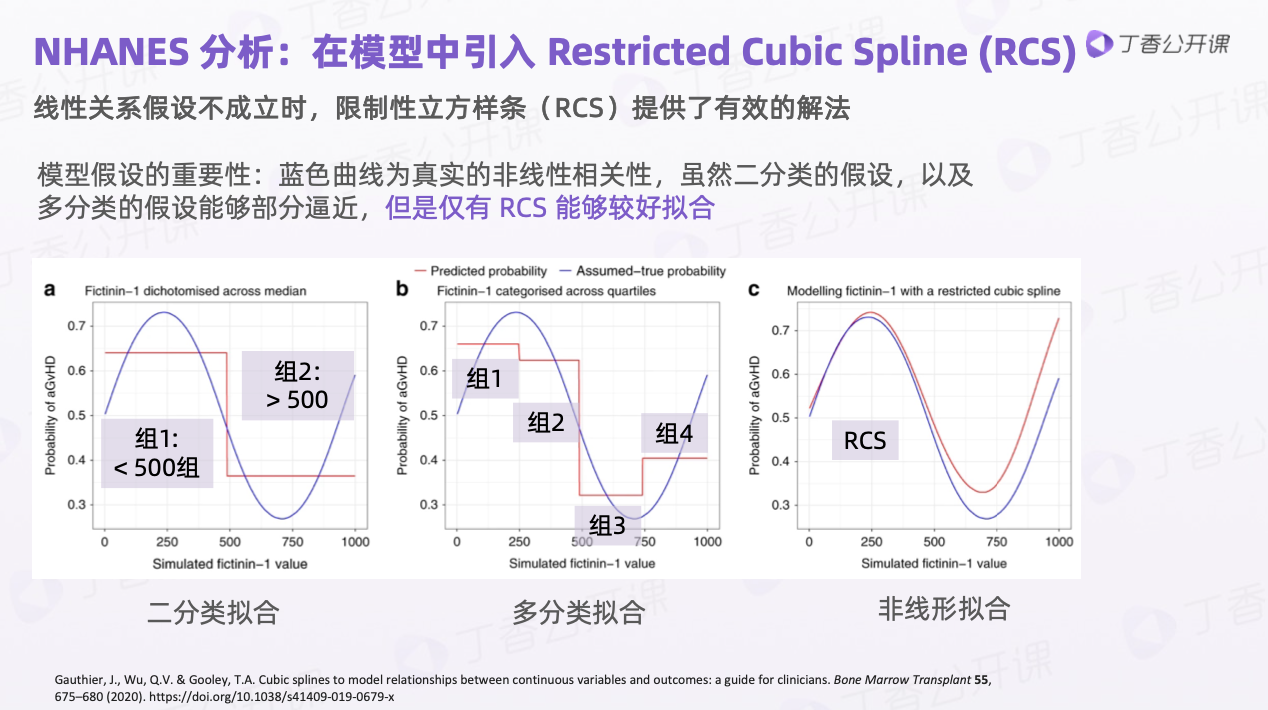 NHANES 分析：在模型中引入 Restricted Cubic Spline (RCS)
丁香公开课
线性关系假设不成立时，限制性立方样条（RCS）提供了有效的解法
模型假设的重要性：蓝色曲线为真实的非线性相关性，虽然二分类的假设，以及
多分类的假设能够部分逼近，但是仅有 RCS 能够较好拟合
Predicted probability
Assumed-true probability
a
Fictinin-1 dichotomised across median
Probability of aGvHD
0.7
0.6
0.5
0.4
0.3
组2:
> 500
组1:
< 500组
0
250
500
750
1000
Simulated fictinin-1 value
b
Fictinin-1 categorised across quartiles
Probability of aGvHD
0.7
0.6
0.5
0.4
0.3
组1
组2
组4
组3
0
250
500
750
1000
Simulated fictinin-1 value
c
Modelling fictinin-1 with a restricted cubic spline
Probability of aGvHD
0.7
0.6
0.5
0.4
0.3
RCS
0
250
500
750
1000
Simulated fictinin-1 value
二分类拟合
多分类拟合
非线形拟合
Gauthier, J., Wu, Q.V. & Gooley, T.A. Cubic splines to model relationships between continuous variables and outcomes: a guide for clinicians. Bone Marrow Transplant 55,
675–680 (2020). https://doi.org/10.1038/s41409-019-0679-x